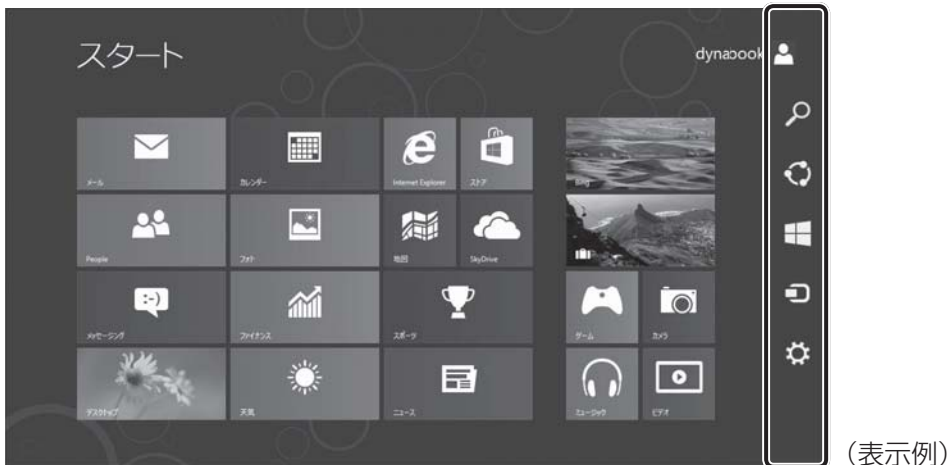 スタート
dynabook
メール
カレンダー
Internet Explorer
ストア
Bing
People
フォト
地図
SkyDrive
メッセージング
ファイナンス
スポーツ
ゲーム
カメラ
デスクトップ
天気
ニュース
ミュージック
ビデオ
（表示例）